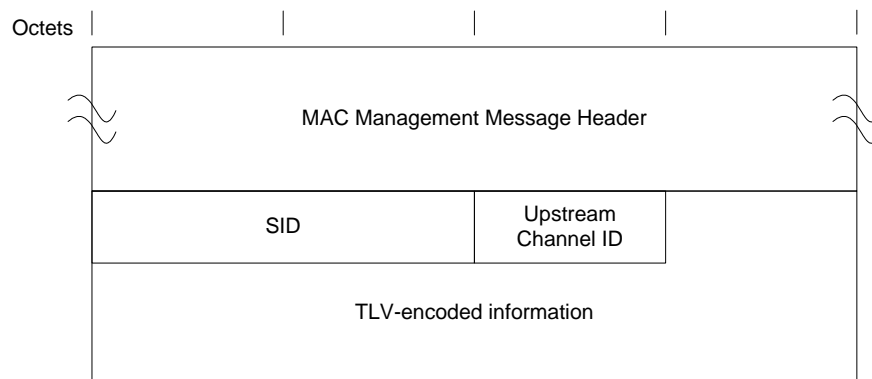 Octets
MAC Management Message Header
SID
Upstream
Channel ID
TLV-encoded information